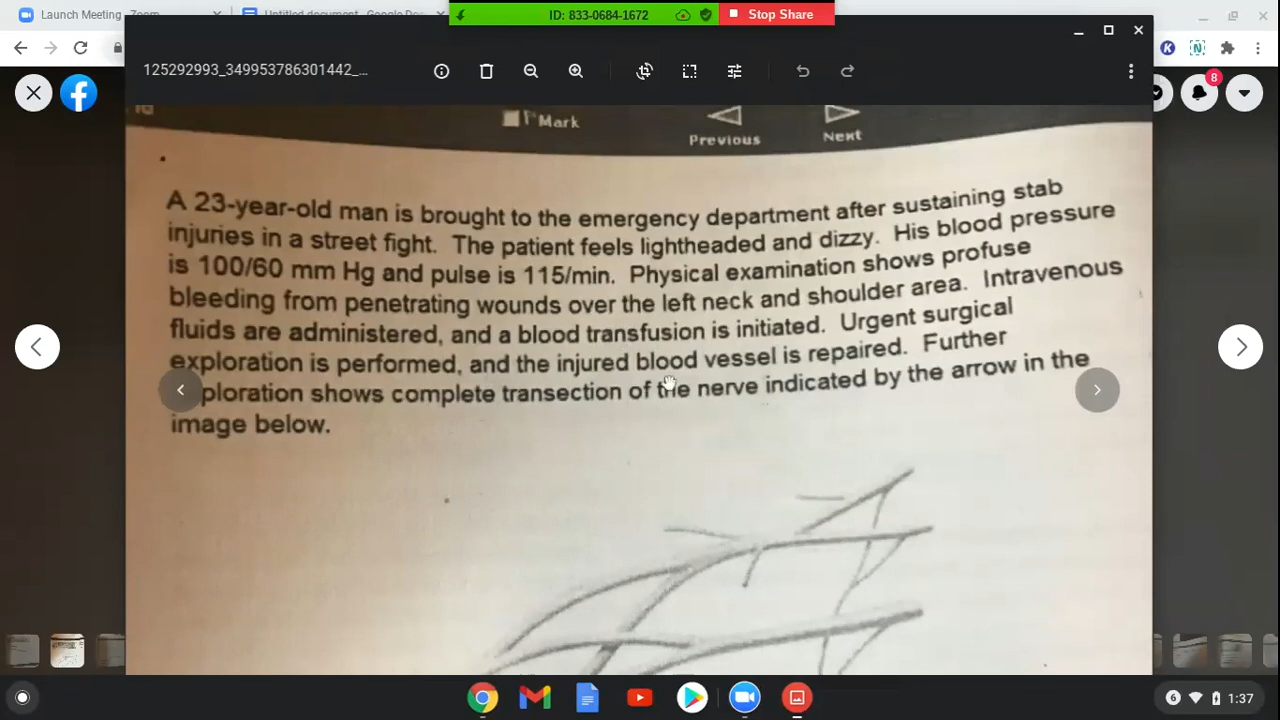 Launch Meeting - Zoom
Untitled document - Google Do
ID: 833-0684-1672
Stop Share
125292993_349953786301442_...
8
Mark
Previous
Next
A 23-year-old man is brought to the emergency department after sustaining stab
injuries in a street fight. The patient feels lightheaded and dizzy. His blood pressure
is 100/60 mm Hg and pulse is 115/min. Physical examination shows profuse
bleeding from penetrating wounds over the left neck and shoulder area. Intravenous
fluids are administered, and a blood transfusion is initiated. Urgent surgical
exploration is performed, and the injured blood vessel is repaired. Further
ploration shows complete transection of the nerve indicated by the arrow in the
image below.
6
1:37